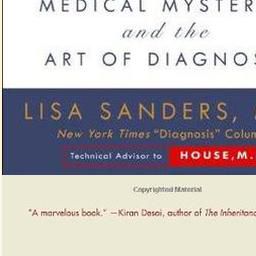 MEDICAL MYSTER
and the
ART OF DIAGNOS
LISA SANDERS,
New York Times "Diagnosis" Colum
Technical Advisor to HOUSE, M.
Copyrighted Material
"A marvelous book." —Kiran Desai, author of The Inheritanc